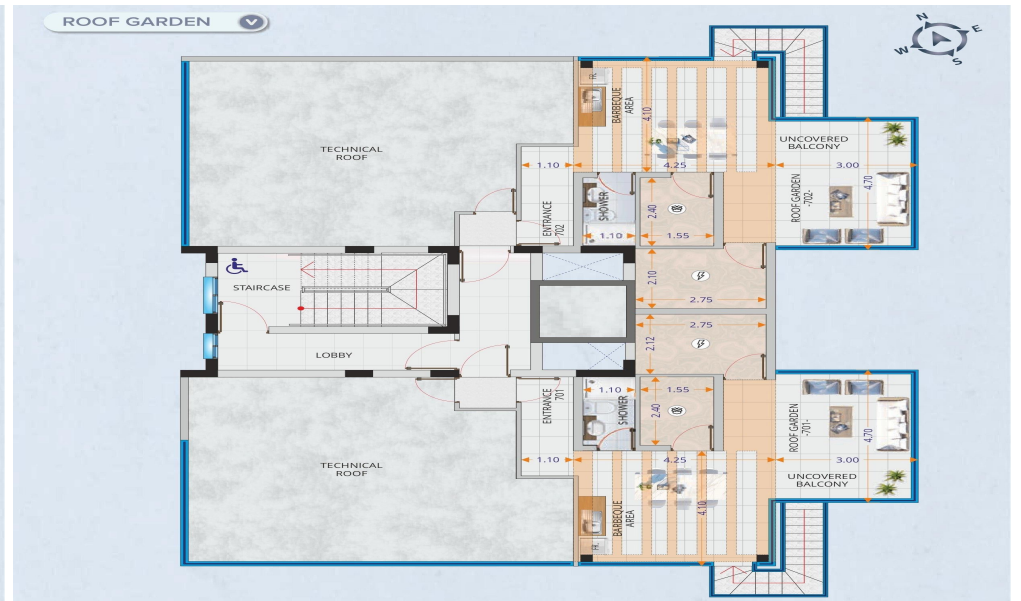 ROOF GARDEN
N
E
W
S
TECHNICAL
ROOF
FR.
BARBEQUE
AREA
4.10
UNCOVERED
BALCONY
1.10
4.25
3.00
4.70
ROOF GARDEN
-702-
ENTRANCE
702
SHOWER
1.10
2.40
1.55
STAIRCASE
2.10
2.75
LOBBY
2.12
2.75
ENTRANCE
701
1.10
SHOWER
2.40
1.55
ROOF GARDEN
-701-
4.70
1.10
4.25
3.00
TECHNICAL
ROOF
UNCOVERED
BALCONY
BARBEQUE
AREA
4.10
FR.